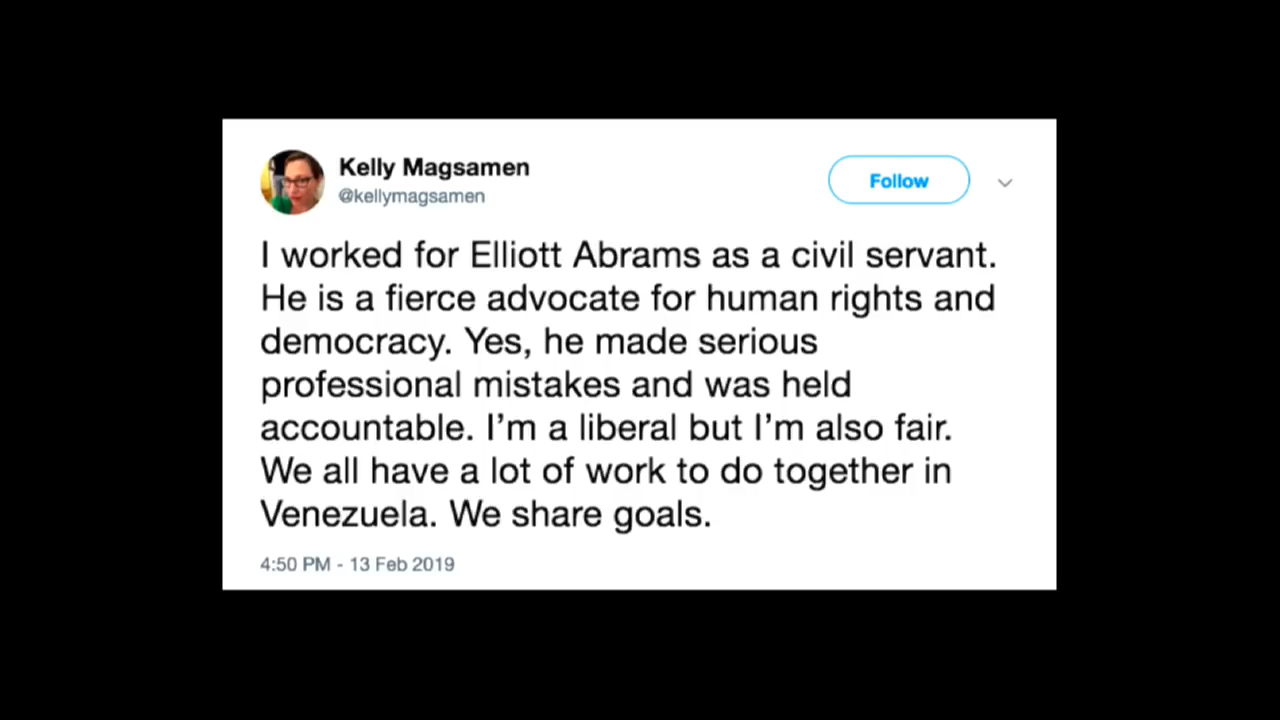 Kelly Magsamen
@kellymagsamen
Follow
I worked for Elliott Abrams as a civil servant.
He is a fierce advocate for human rights and
democracy. Yes, he made serious
professional mistakes and was held
accountable. I’m a liberal but I’m also fair.
We all have a lot of work to do together in
Venezuela. We share goals.
4:50 PM - 13 Feb 2019